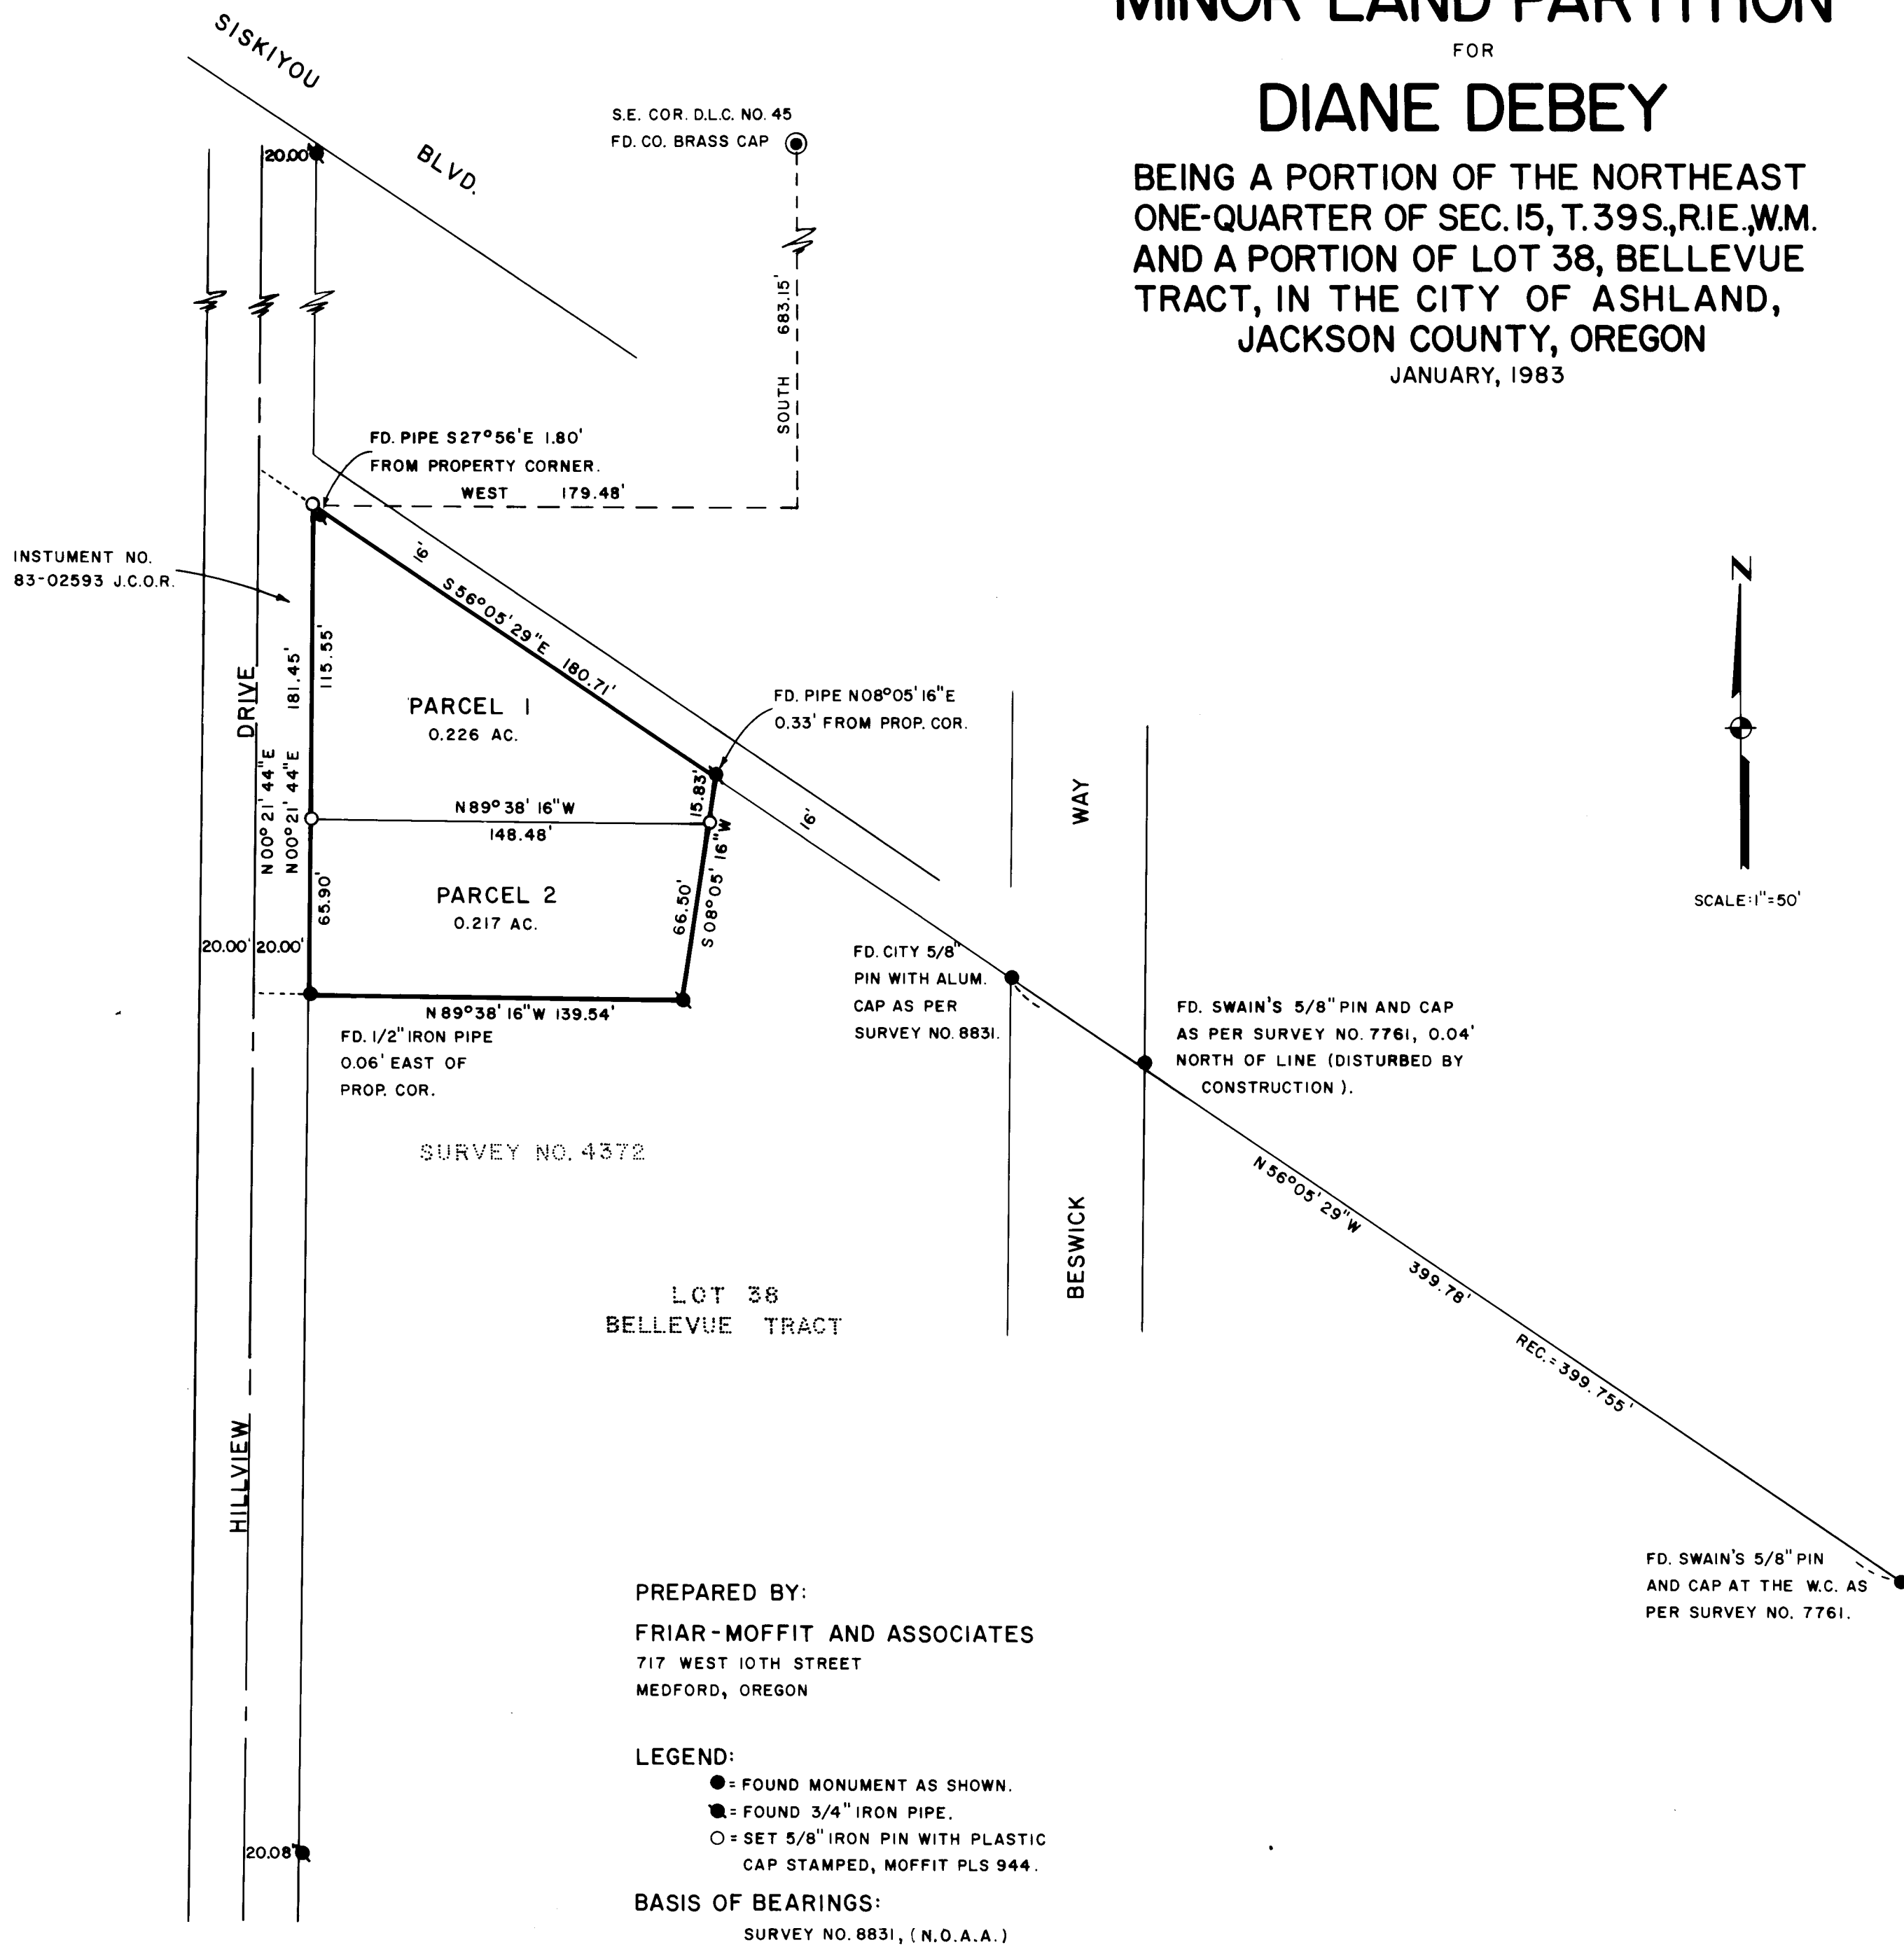 MINOR LAND PARTITION
FOR
DIANE DEBEY
BEING A PORTION OF THE NORTHEAST
ONE-QUARTER OF SEC. 15, T. 39 S., R.1E., W.M.
AND A PORTION OF LOT 38, BELLEVUE
TRACT, IN THE CITY OF ASHLAND,
JACKSON COUNTY, OREGON
JANUARY, 1983
SISKIYOU
BLVD.
20.00'
S.E. COR. D.L.C. NO. 45
FD. CO. BRASS CAP
SOUTH 683.15'
FD. PIPE S27°56'E 1.80'
FROM PROPERTY CORNER.
WEST 179.48'
INSTUMENT NO.
83-02593 J.C.O.R.
16'
S 56°05'29"E 180.71'
115.55'
181.45'
DRIVE
N00°21'44"E
N00°21'44"E
PARCEL 1
0.226 AC.
FD. PIPE N08°05'16"E
0.33' FROM PROP. COR.
15.83'
16'
N89°38'16"W
148.48'
WAY
PARCEL 2
0.217 AC.
65.90'
66.50'
S 08°05'16"W
20.00' 20.00'
N89°38'16"W 139.54'
FD. 1/2" IRON PIPE
0.06' EAST OF
PROP. COR.
FD. CITY 5/8"
PIN WITH ALUM.
CAP AS PER
SURVEY NO. 8831.
FD. SWAIN'S 5/8" PIN AND CAP
AS PER SURVEY NO. 7761, 0.04'
NORTH OF LINE (DISTURBED BY
CONSTRUCTION ).
N
SCALE: 1"=50'
SURVEY NO. 4372
LOT 38
BELLEVUE TRACT
BESWICK
N56°05'29"W
399.78'
REC. = 399.755'
HILLVIEW
FD. SWAIN'S 5/8" PIN
AND CAP AT THE W.C. AS
PER SURVEY NO. 7761.
PREPARED BY:
FRIAR-MOFFIT AND ASSOCIATES
717 WEST 10TH STREET
MEDFORD, OREGON
LEGEND:
= FOUND MONUMENT AS SHOWN.
= FOUND 3/4" IRON PIPE.
= SET 5/8" IRON PIN WITH PLASTIC
CAP STAMPED, MOFFIT PLS 944.
20.08'
BASIS OF BEARINGS:
SURVEY NO. 8831, (N.O.A.A.)